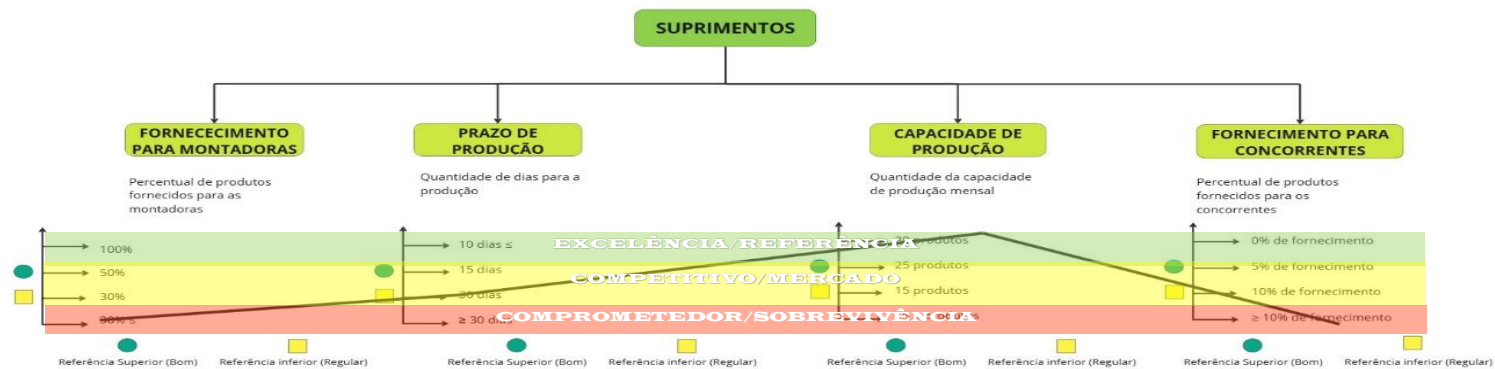 SUPRIMENTOS
FORNECECIMENTO
PARA MONTADORAS
Percentual de produtos
fornecidos para as
montadoras
100%
50%
30%
30% ≤
PRAZO DE
PRODUÇÃO
Quantidade de dias para a
produção
10 dias ≤
15 dias
30 dias
≥ 30 dias
CAPACIDADE DE
PRODUÇÃO
Quantidade da capacidade
de produção mensal
produtos
25 produtos
15 produtos
FORNECIMENTO PARA
CONCORRENTES
Percentual de produtos
fornecidos para os
concorrentes
0% de fornecimento
5% de fornecimento
10% de fornecimento
≥ 10% de fornecimento
EXCELÊNCIA/REFERÊNCIA
COMPETITIVO/MERCADO
COMPROMETEDOR/SOBREVIVÊNCIA
Referência Superior (Bom)
Referência inferior (Regular)
Referência Superior (Bom)
Referência inferior (Regular)
Referência Superior (Bom)
Referência inferior (Regular)
Referência Superior (Bom)
Referência inferior (Regular)